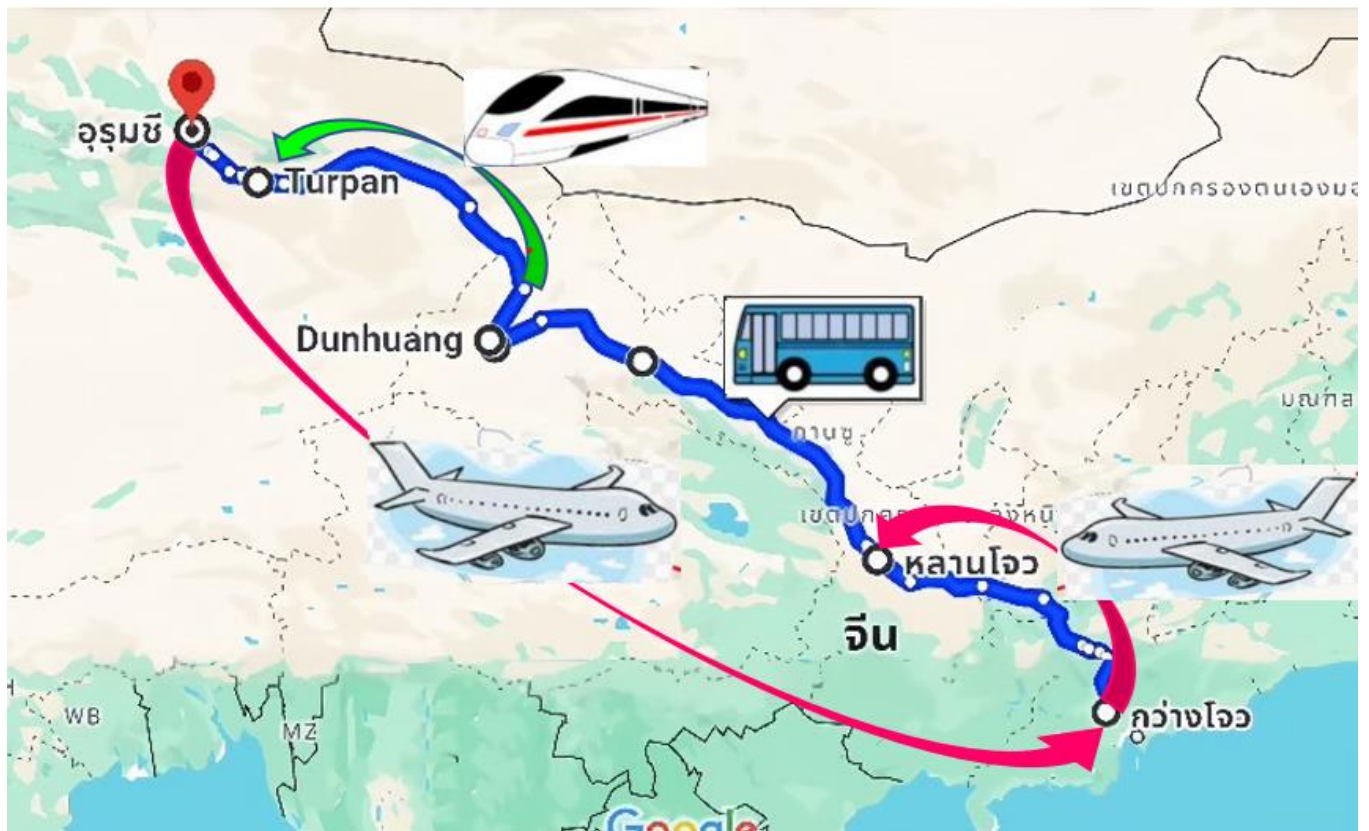 อุรุมชี
Turpan
เขตปกครองตนเองมอ
Dunhuang
มณฑล
กานซู
หลานโจว
จีน
กว่างโจว
WB
MZ
Google